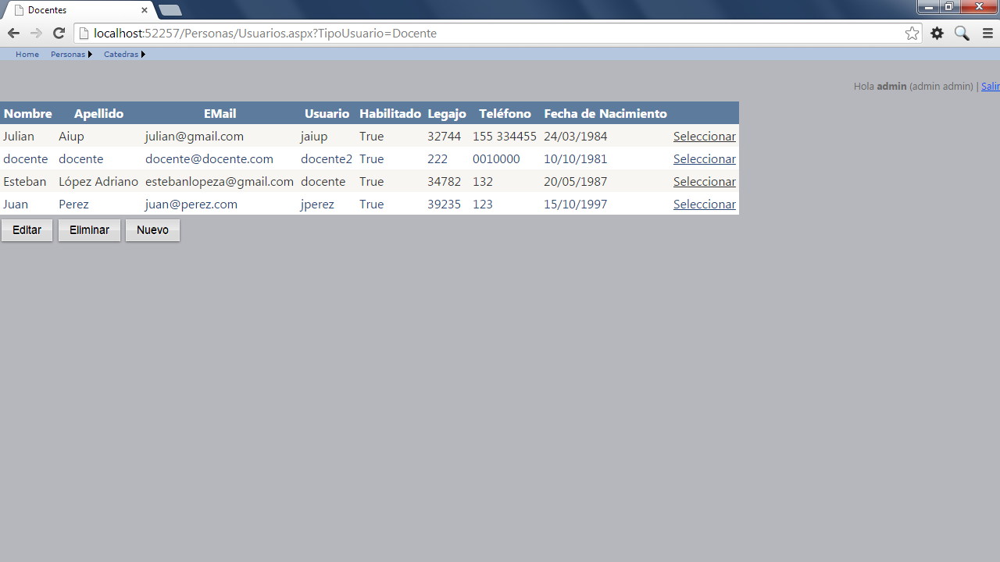 Docentes
localhost:52257/Personas/Usuarios.aspx?TipoUsuario=Docente
Home Personas Catedras
Hola admin (admin admin) | Salir
Nombre Apellido EMail Usuario Habilitado Legajo Teléfono Fecha de Nacimiento
Julian Aiup julian@gmail.com jaiup True 32744 155 334455 24/03/1984 Seleccionar
docente docente docente@docente.com docente2 True 222 0010000 10/10/1981 Seleccionar
Esteban López Adriano estebanlopeza@gmail.com docente True 34782 132 20/05/1987 Seleccionar
Juan Perez juan@perez.com jperez True 39235 123 15/10/1997 Seleccionar
Editar Eliminar Nuevo